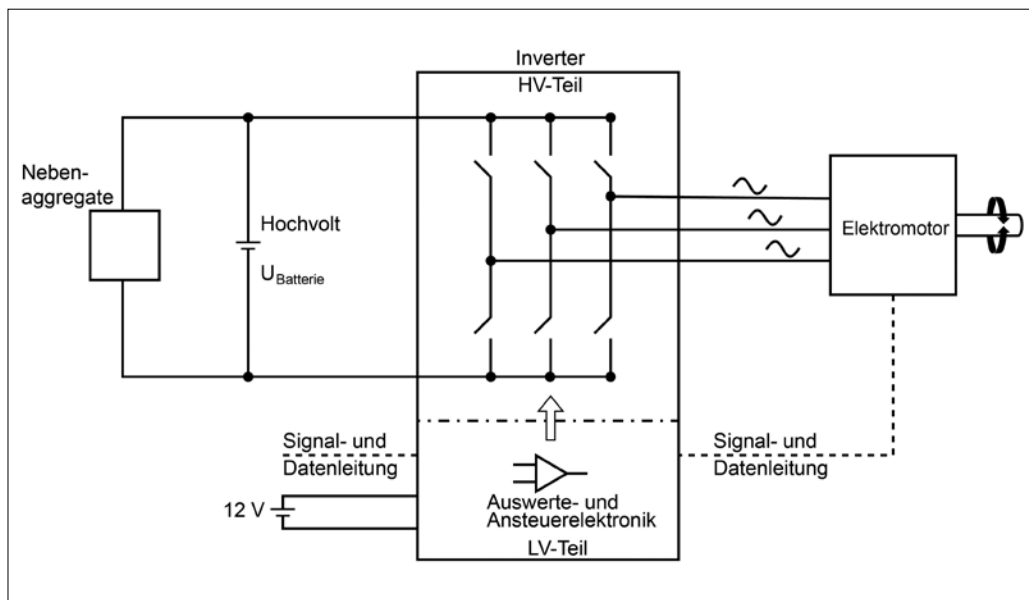 Inverter
HV-Teil
Neben-
aggregate
Hochvolt
U Batterie
Elektromotor
Signal- und
Datenleitung
Signal- und
Datenleitung
12 V
Auswerte- und
Ansteuerelektronik
LV-Teil